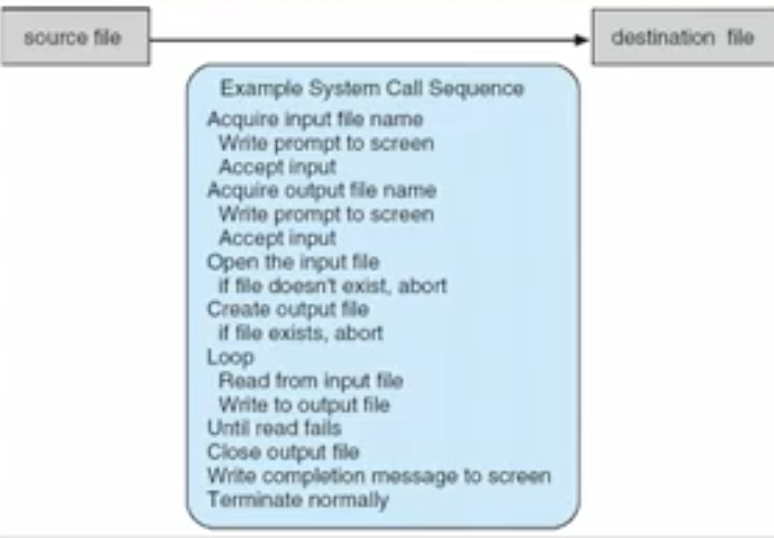 source file
destination file
Example System Call Sequence
Acquire input file name
Write prompt to screen
Accept input
Acquire output file name
Write prompt to screen
Accept input
Open the input file
if file doesn't exist, abort
Create output file
if file exists, abort
Loop
Read from input file
Write to output file
Until read fails
Close output file
Write completion message to screen
Terminate normally